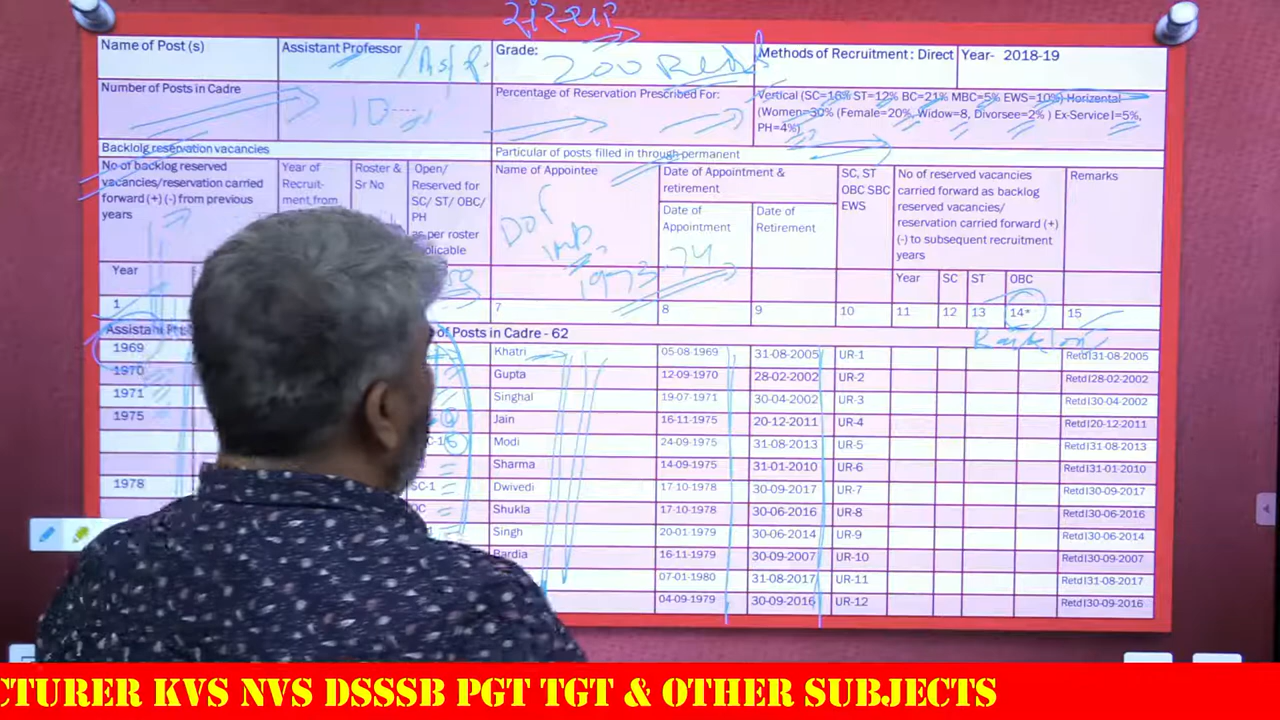 Name of Post (s) Assistant Professor Grade: Methods of Recruitment : Direct Year- 2018-19
200
Number of Posts in Cadre 10 Percentage of Reservation Prescribed For: Vertical (SC=16% ST=12% BC=21% MBC=5% EWS=10%) Horizental
(Women=30% (Female=20%, Widow=8, Divorsee=2% ) Ex-ServiceI=5%,
PH=4%)
Backlolg reservation vacancies Particular of posts filled in through permanent
No of backlog reserved
vacancies/reservation carried
forward (+) (-) from previous
years
Year of
Recruit-
ment from
Roster &
Sr No
Open/
Reserved for
SC/ ST/ OBC/
PH
as per roster
Name of Appointee
Date of Appointment &
retirement
Date of
Appointment
Date of
Retirement
SC, ST
OBC SBC
EWS
No of reserved vacancies
carried forward as backlog
reserved vacancies/
reservation carried forward (+)
(-) to subsequent recruitment
years
Remarks
1973-74
Year Year SC ST OBC
1 7 8 9 10 11 12 13 14* 15
Assistant of Posts in Cadre - 62
1969 Khatri 05-08-1969 31-08-2005 UR-1 Retd|31-08-2005
1970 Gupta 12-09-1970 28-02-2002 UR-2 Retd|28-02-2002
1971 Singhal 19-07-1971 30-04-2002 UR-3 Retd|30-04-2002
1975 Jain 16-11-1975 20-12-2011 UR-4 Retd|20-12-2011
Modi 24-09-1975 31-08-2013 UR-5 Retd|31-08-2013
Sharma 14-09-1975 31-01-2010 UR-6 Retd|31-01-2010
1978 SC-1 Dwivedi 17-10-1978 30-09-2017 UR-7 Retd|30-09-2017
Shukla 17-10-1978 30-06-2016 UR-8 Retd|30-06-2016
Singh 20-01-1979 30-06-2014 UR-9 Retd|30-06-2014
Bardia 16-11-1979 30-09-2007 UR-10 Retd|30-09-2007
07-01-1980 31-08-2017 UR-11 Retd|31-08-2017
04-09-1979 30-09-2016 UR-12 Retd|30-09-2016
CTURER KVS NVS DSSSB PGT TGT & OTHER SUBJECTS